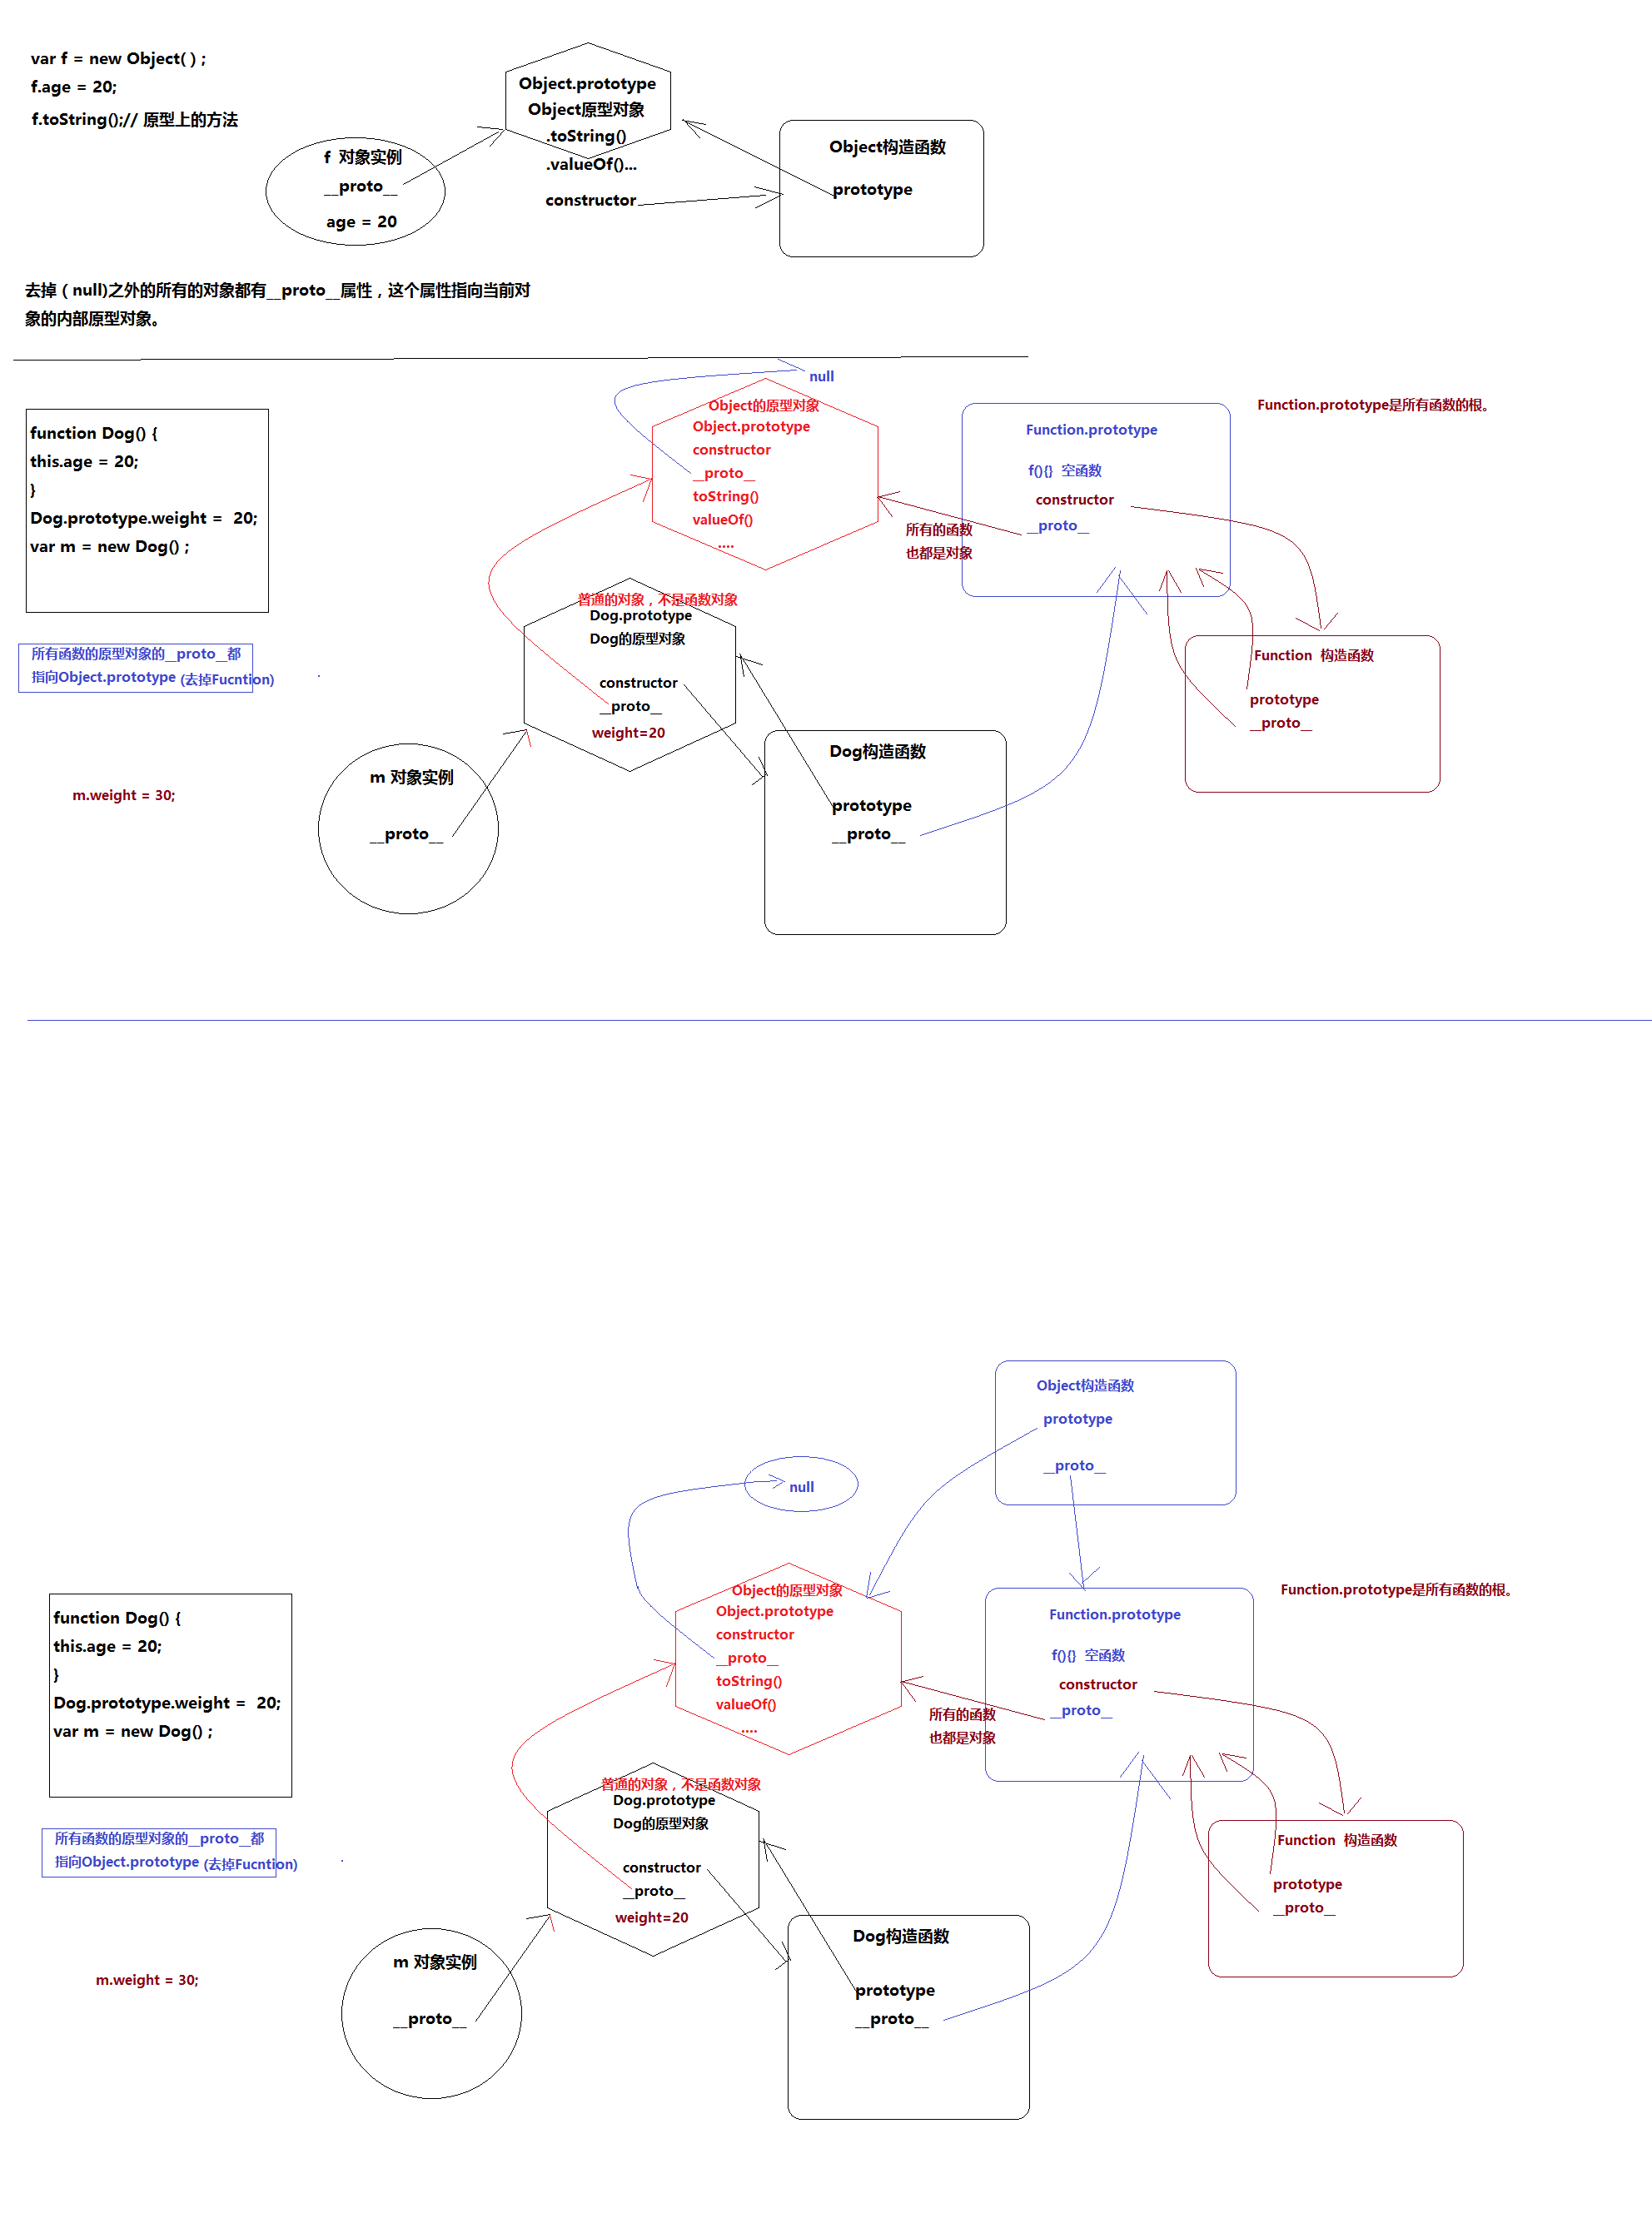 var f = new Object( ) ;
f.age = 20;
f.toString();// 原型上的方法
f 对象实例
__proto__
age = 20
Object.prototype
Object原型对象
.toString()
.valueOf()...
constructor
Object构造函数
prototype
去掉（null)之外的所有的对象都有__proto__属性，这个属性指向当前对
象的内部原型对象。
null
function Dog() {
this.age = 20;
}
Dog.prototype.weight =  20;
var m = new Dog() ;
Object的原型对象
Object.prototype
constructor
__proto__
toString()
valueOf()
....
所有的函数
也都是对象
Function.prototype
f(){}  空函数
constructor
__proto__
Function.prototype是所有函数的根。
所有函数的原型对象的__proto__都
指向Object.prototype (去掉Fucntion)
普通的对象，不是函数对象
Dog.prototype
Dog的原型对象
constructor
__proto__
weight=20
Function  构造函数
prototype
__proto__
m.weight = 30;
m 对象实例
__proto__
Dog构造函数
prototype
__proto__
Object构造函数
prototype
__proto__
null
function Dog() {
this.age = 20;
}
Dog.prototype.weight =  20;
var m = new Dog() ;
Object的原型对象
Object.prototype
constructor
__proto__
toString()
valueOf()
....
所有的函数
也都是对象
Function.prototype
f(){}  空函数
constructor
__proto__
Function.prototype是所有函数的根。
所有函数的原型对象的__proto__都
指向Object.prototype (去掉Fucntion)
普通的对象，不是函数对象
Dog.prototype
Dog的原型对象
constructor
__proto__
weight=20
Function  构造函数
prototype
__proto__
m.weight = 30;
m 对象实例
__proto__
Dog构造函数
prototype
__proto__